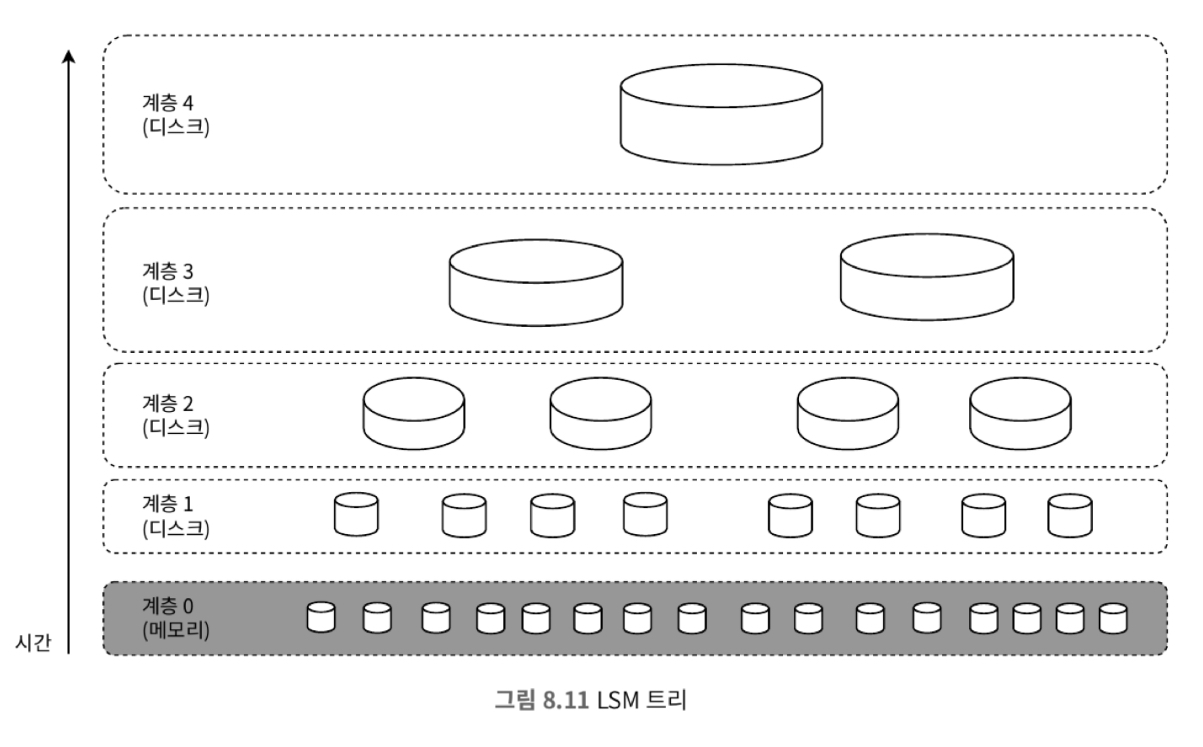 계층 4
(디스크)
계층 3
(디스크)
계층 2
(디스크)
계층 1
(디스크)
계층 0
(메모리)
시간
그림 8.11 LSM 트리